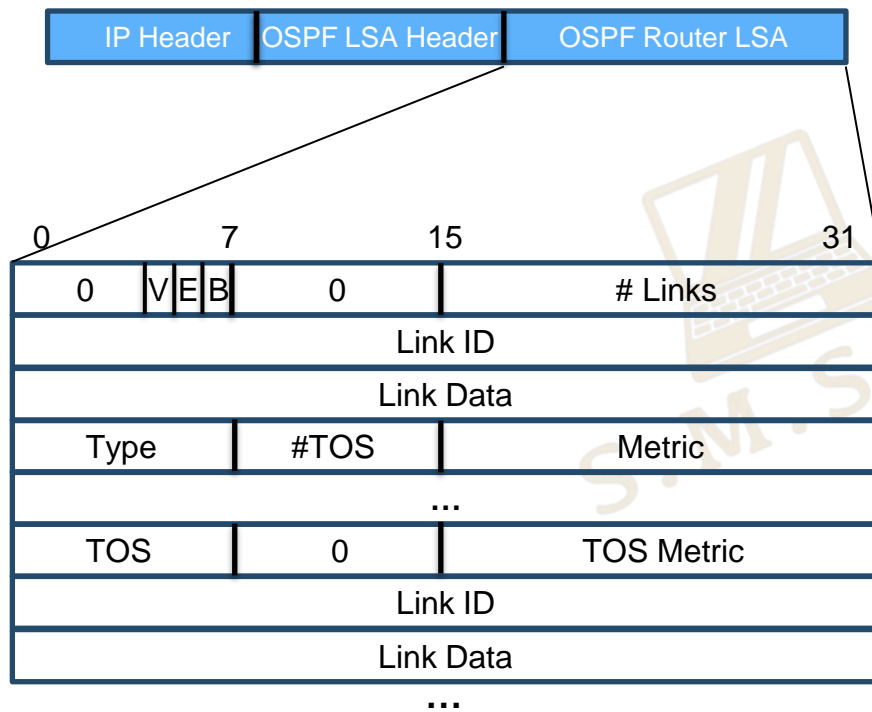 IP Header OSPF LSA Header OSPF Router LSA
0 7 15 31
0 V E B 0 # Links
Link ID
Link Data
Type #TOS Metric
...
TOS 0 TOS Metric
Link ID
Link Data
...
S.M.S